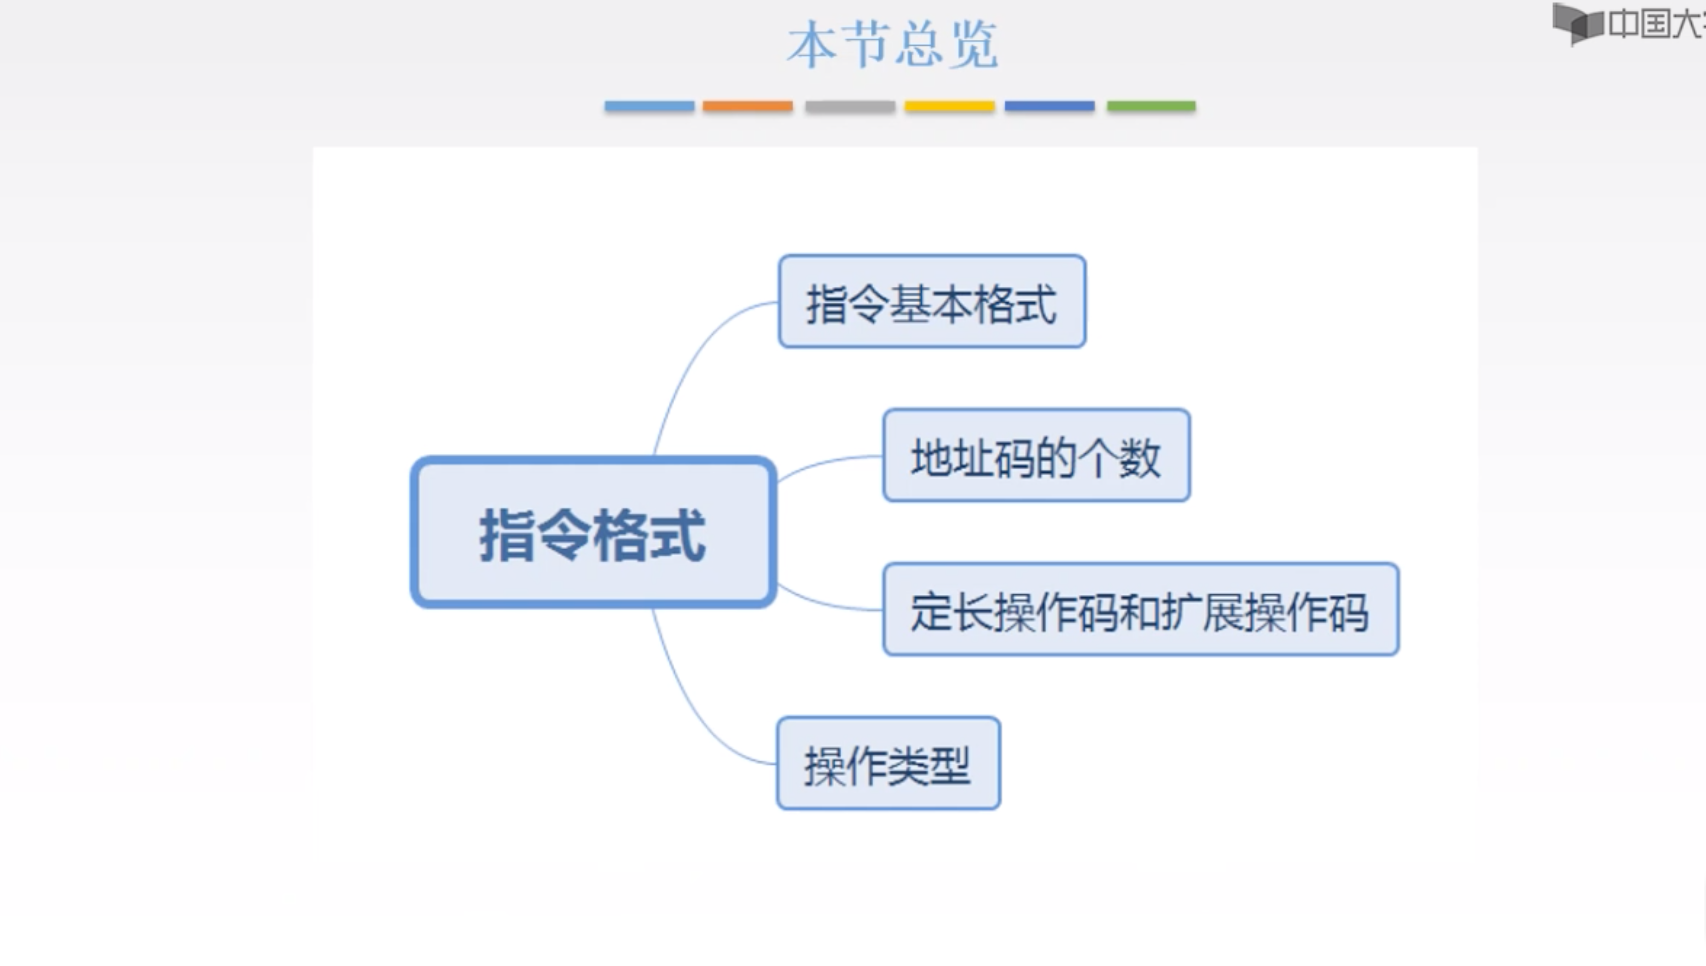 本节总览
中国大
指令基本格式
地址码的个数
指令格式
定长操作码和扩展操作码
操作类型